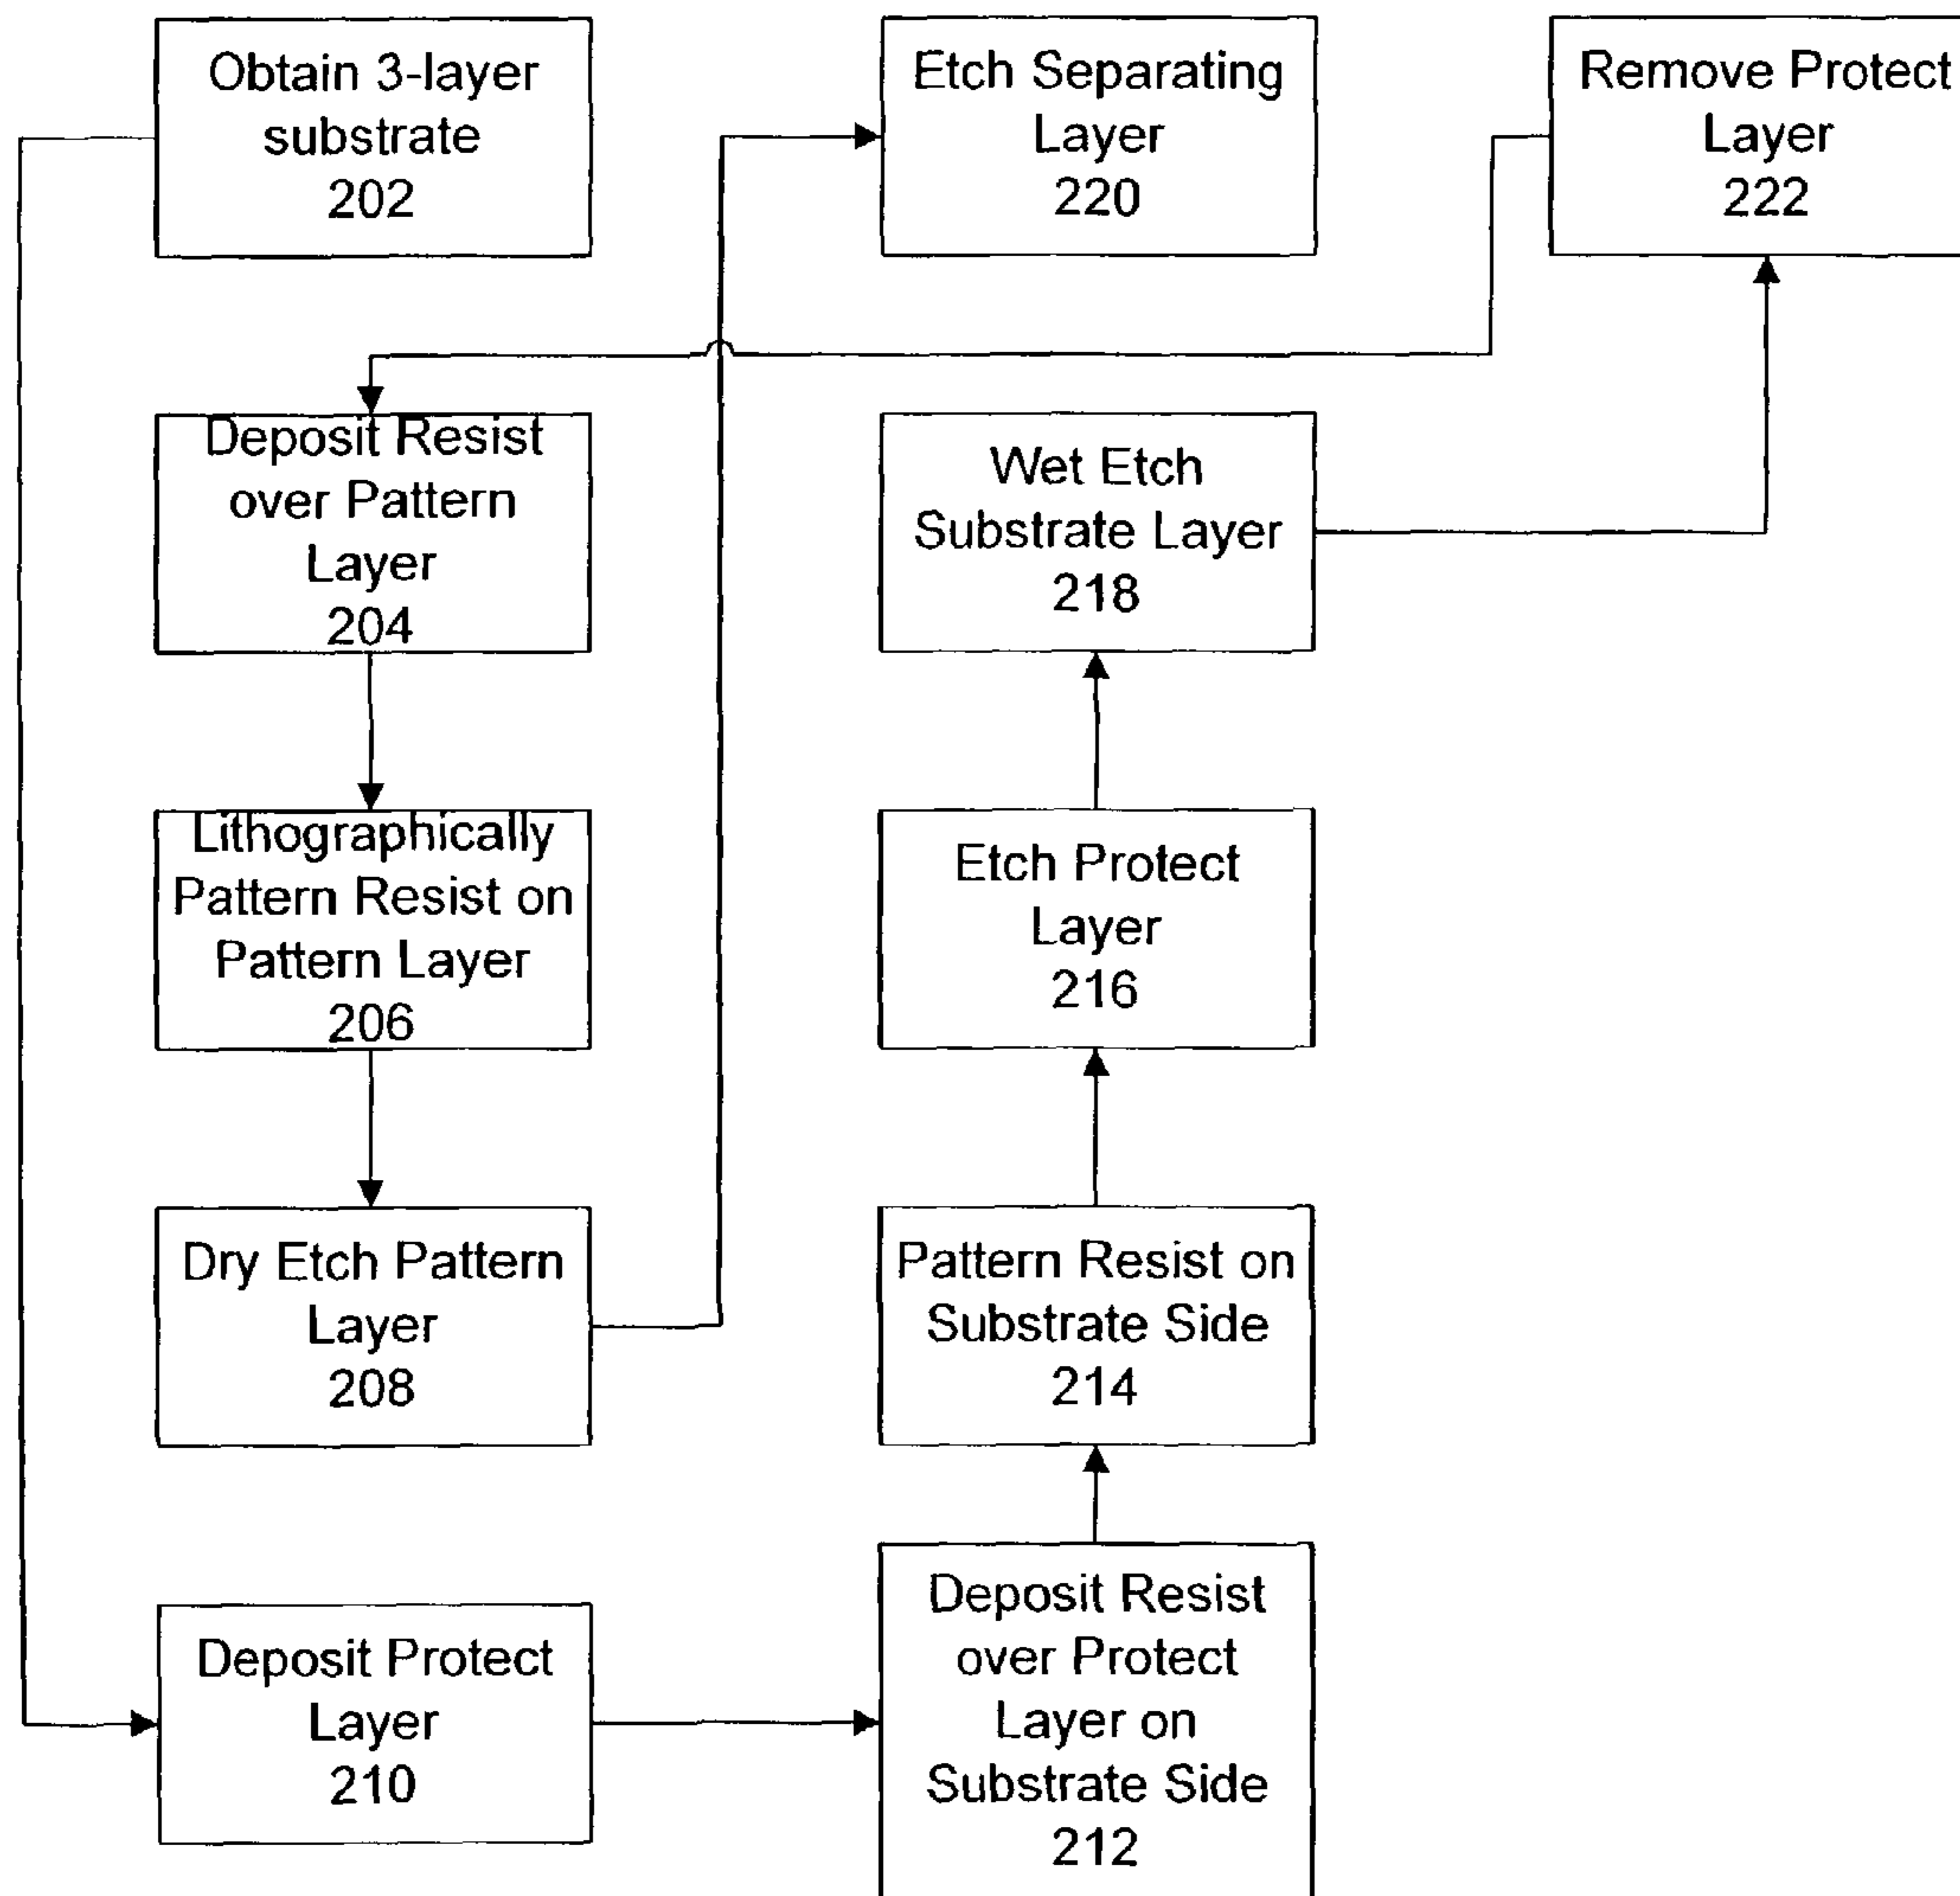 Obtain 3-layer
substrate
202
Etch Separating
Layer
220
Remove Protect
Layer
222
Deposit Resist
over Pattern
Layer
204
Wet Etch
Substrate Layer
218
Lithographically
Pattern Resist on
Pattern Layer
206
Etch Protect
Layer
216
Dry Etch Pattern
Layer
208
Pattern Resist on
Substrate Side
214
Deposit Protect
Layer
210
Deposit Resist
over Protect
Layer on
Substrate Side
212